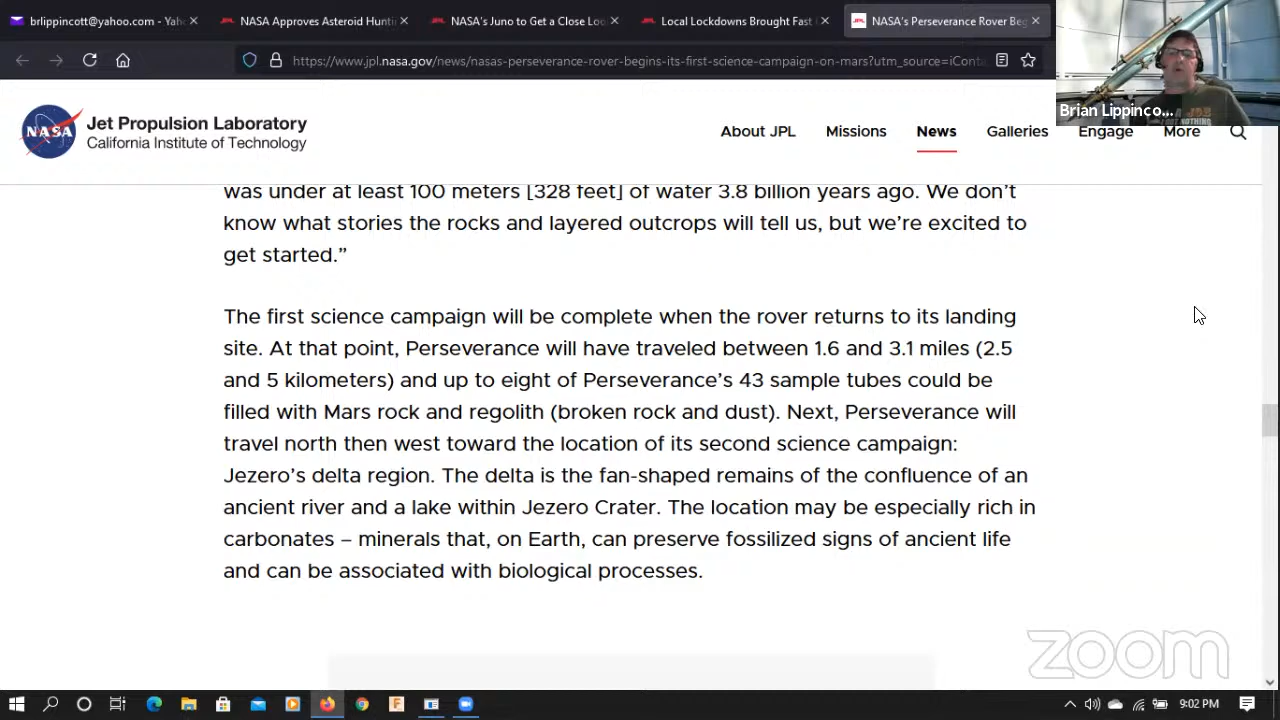 brlippincott@yahoo.com - Yah
NASA Approves Asteroid Hunti
NASA's Juno to Get a Close Loo
Local Lockdowns Brought Fast
NASA's Perseverance Rover Beg
https://www.jpl.nasa.gov/news/nasas-perseverance-rover-begins-its-first-science-campaign-on-mars?utm_source=iConta
Brian Lippinco...
NASA
Jet Propulsion Laboratory
California Institute of Technology
About JPL
Missions
News
Galleries
Engage
More
was under at least 100 meters [328 feet] of water 3.8 billion years ago. We don't
know what stories the rocks and layered outcrops will tell us, but we're excited to
get started.”
The first science campaign will be complete when the rover returns to its landing
site. At that point, Perseverance will have traveled between 1.6 and 3.1 miles (2.5
and 5 kilometers) and up to eight of Perseverance's 43 sample tubes could be
filled with Mars rock and regolith (broken rock and dust). Next, Perseverance will
travel north then west toward the location of its second science campaign:
Jezero's delta region. The delta is the fan-shaped remains of the confluence of an
ancient river and a lake within Jezero Crater. The location may be especially rich in
carbonates – minerals that, on Earth, can preserve fossilized signs of ancient life
and can be associated with biological processes.
zoom
9:02 PM